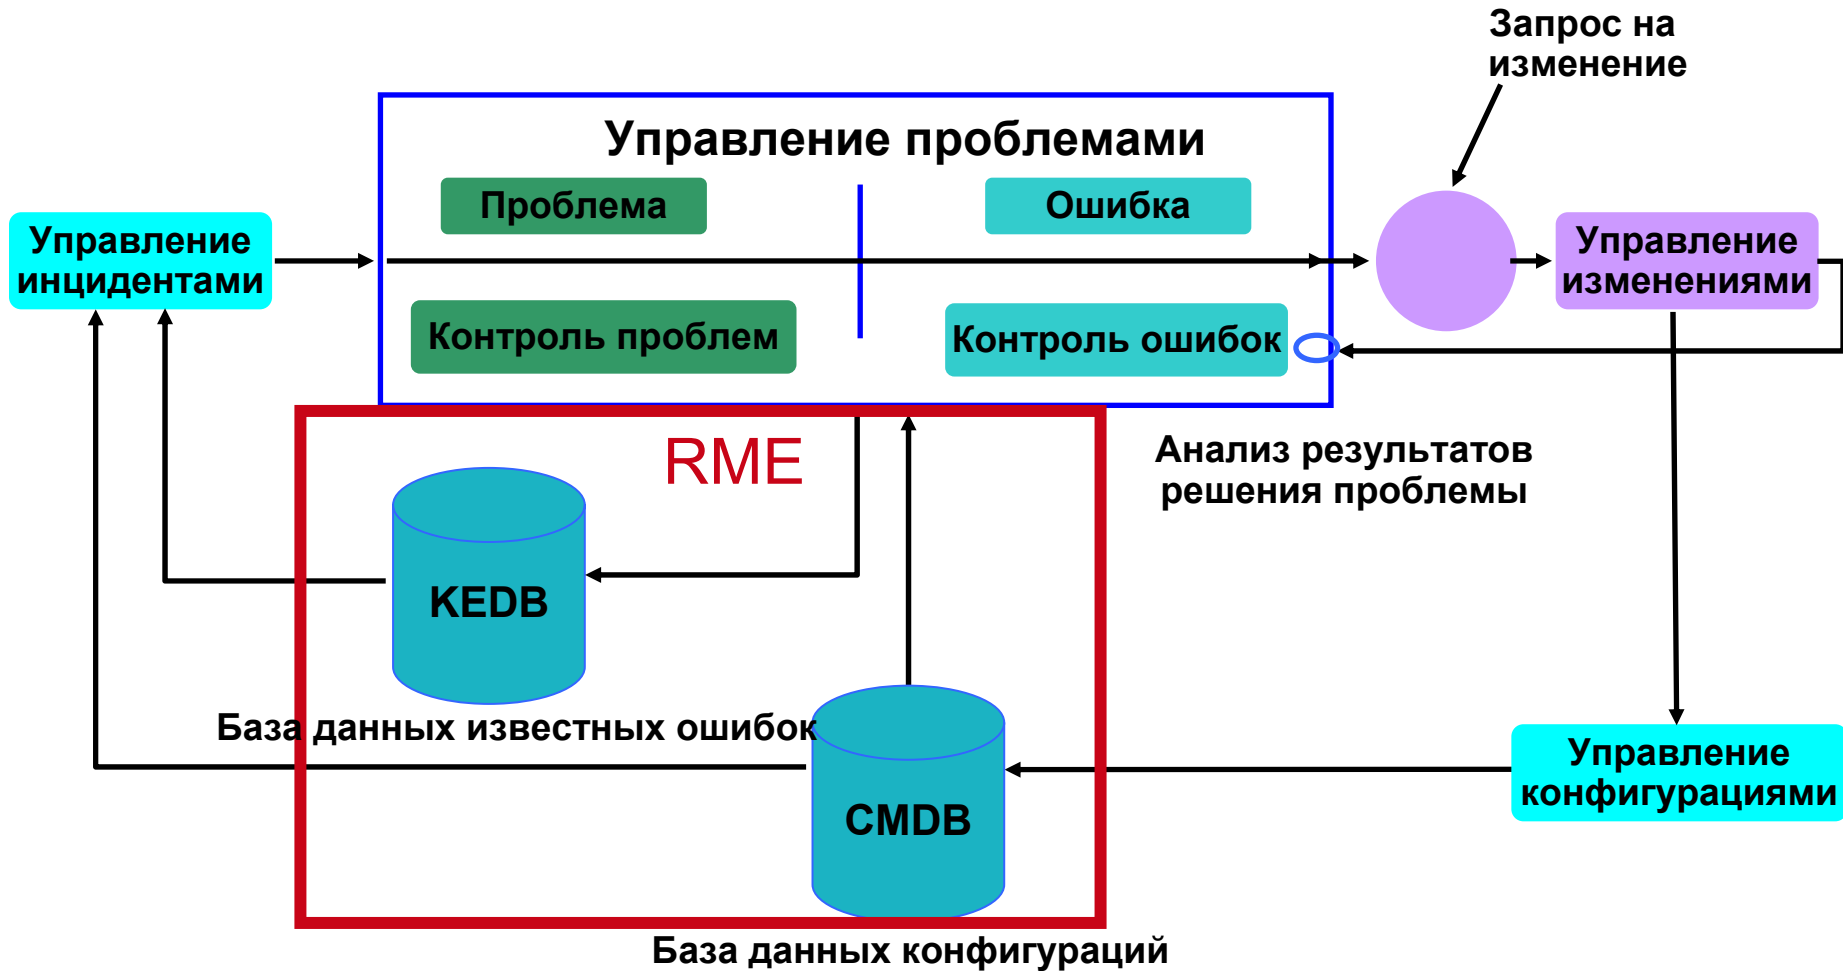 Запрос на
изменение
Управление проблемами
Проблема
Ошибка
Управление
инцидентами
Управление
изменениями
Контроль проблем
Контроль ошибок
RME
Анализ результатов
решения проблемы
KEDB
База данных известных ошибок
Управление
конфигурациями
CMDB
База данных конфигураций